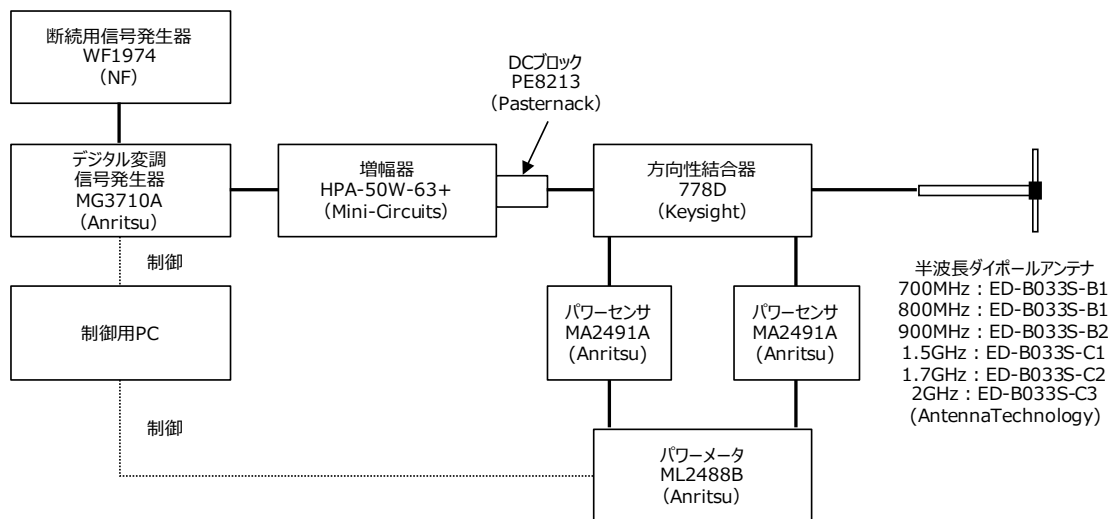 断続用信号発生器
WF1974
（NF）
DCブロック
PE8213
（Pasternack）
デジタル変調
信号発生器
MG3710A
（Anritsu）
増幅器
HPA-50W-63+
（Mini-Circuits）
方向性結合器
778D
（Keysight）
制御
制御用PC
パワーセンサ
MA2491A
（Anritsu）
パワーセンサ
MA2491A
（Anritsu）
半波長ダイポールアンテナ
700MHz：ED-B033S-B1
800MHz：ED-B033S-B1
900MHz：ED-B033S-B2
1.5GHz：ED-B033S-C1
1.7GHz：ED-B033S-C2
2GHz：ED-B033S-C3
(AntennaTechnology)
制御
パワーメータ
ML2488B
（Anritsu）